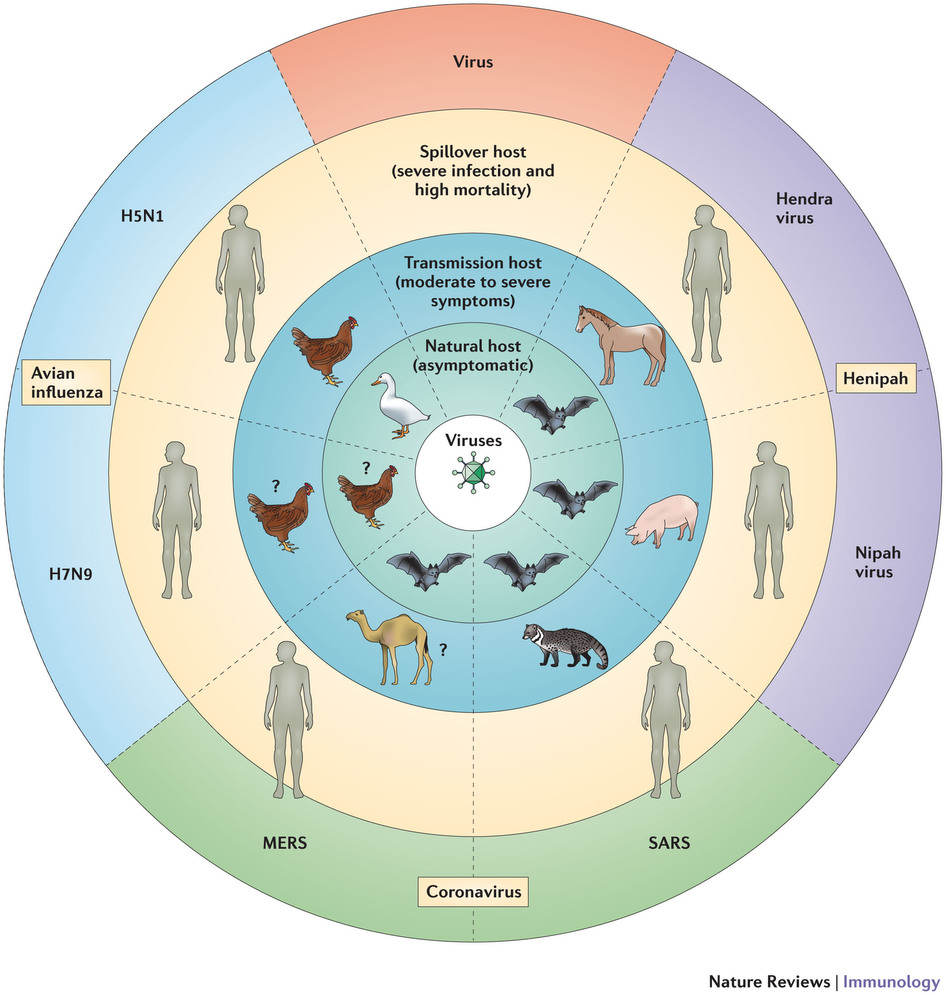 Virus
Spillover host
(severe infection and
high mortality)
Transmission host
(moderate to severe
symptoms)
Natural host
(asymptomatic)
Viruses
H5N1
Hendra
virus
Avian
influenza
Henipah
?
?
H7N9
Nipah
virus
?
MERS
SARS
Coronavirus
Nature Reviews | Immunology